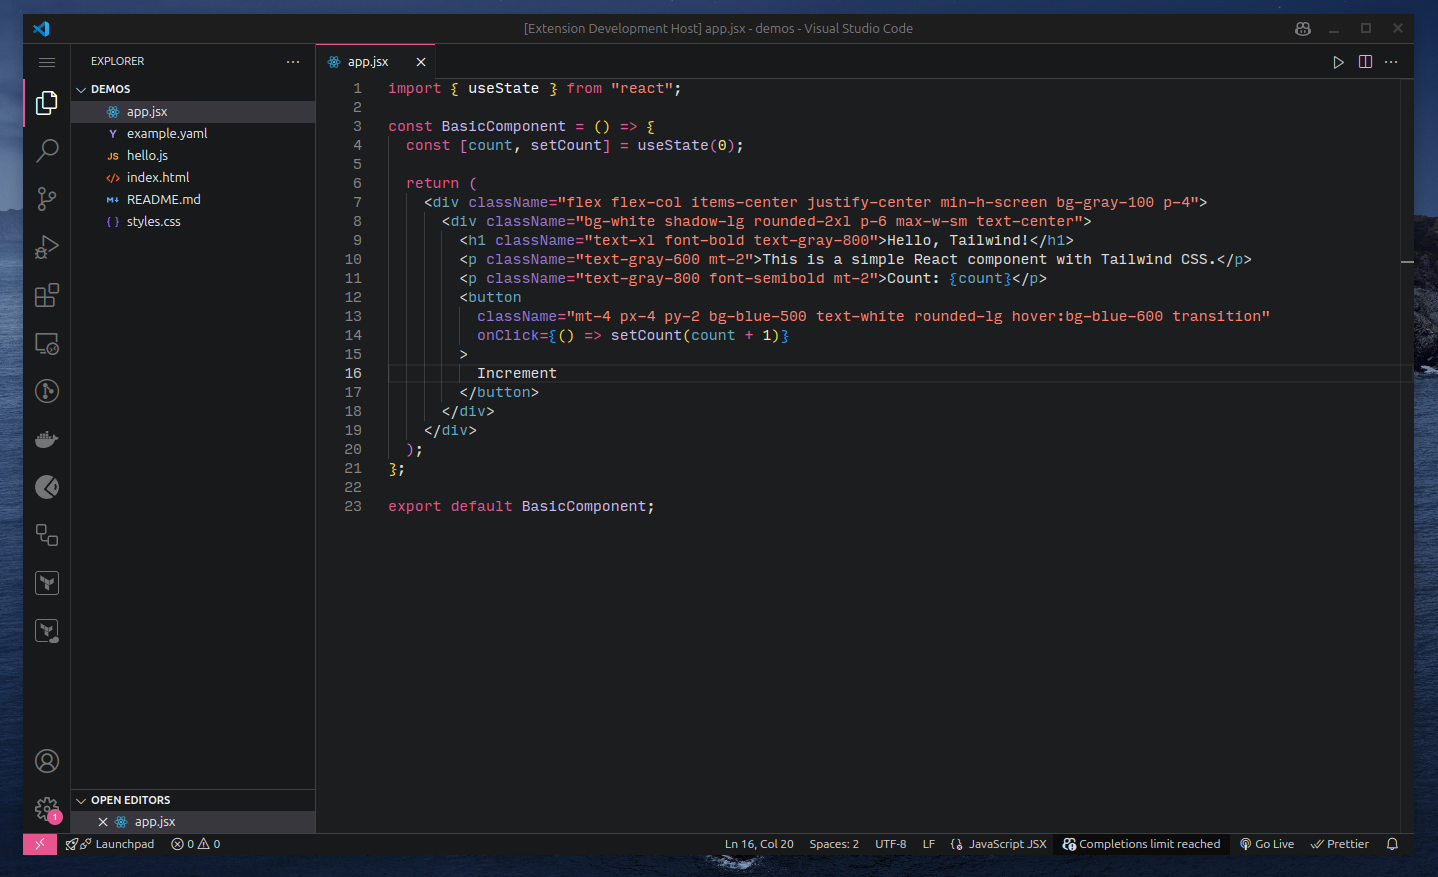 [Extension Development Host] app.jsx - demos - Visual Studio Code
EXPLORER
DEMOS
app.jsx
Y example.yaml
JS hello.js
</> index.html
M README.md
{ } styles.css
OPEN EDITORS
app.jsx
app.jsx
1 import { useState } from "react";
2
3 const BasicComponent = () => {
4   const [count, setCount] = useState(0);
5
6   return (
7     <div className="flex flex-col items-center justify-center min-h-screen bg-gray-100 p-4">
8       <div className="bg-white shadow-lg rounded-2xl p-6 max-w-sm text-center">
9         <h1 className="text-xl font-bold text-gray-800">Hello, Tailwind!</h1>
10         <p className="text-gray-600 mt-2">This is a simple React component with Tailwind CSS.</p>
11         <p className="text-gray-800 font-semibold mt-2">Count: {count}</p>
12         <button
13           className="mt-4 px-4 py-2 bg-blue-500 text-white rounded-lg hover:bg-blue-600 transition"
14           onClick={() => setCount(count + 1)}
15         >
16           Increment
17         </button>
18       </div>
19     </div>
20   );
21 };
22
23 export default BasicComponent;
1
Launchpad 0 0 Ln 16, Col 20 Spaces: 2 UTF-8 LF JavaScript JSX Completions limit reached Go Live Prettier